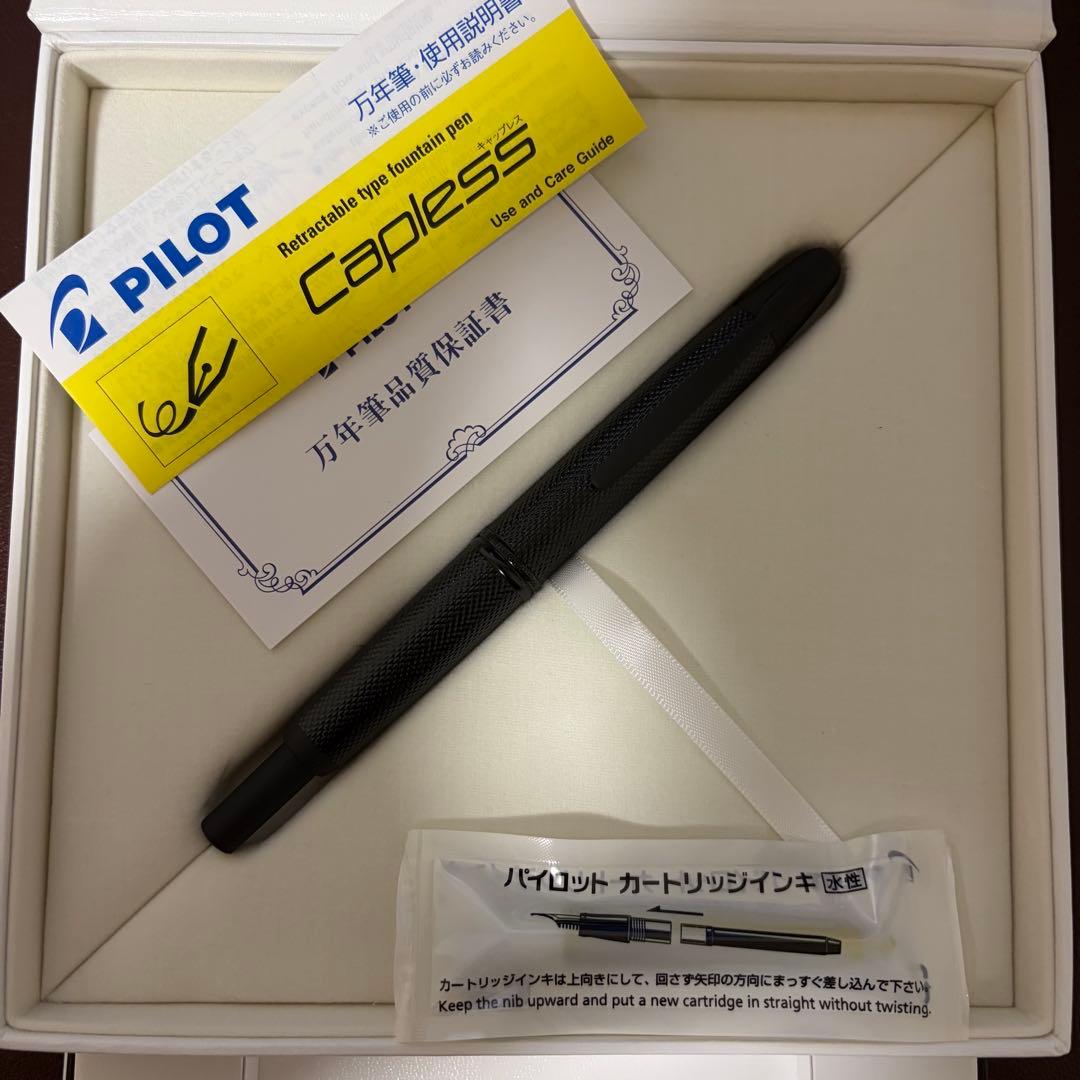 万年筆・使用説明書
※ご使用の前に必ずお読みください。
PILOT
Retractable type fountain pen
キャップレス
Capless
Use and Care Guide
万年筆品質保証書
パイロット カートリッジインキ 水性
カートリッジインキは上向きにして、回さず矢印の方向にまっすぐ差し込んで下さい。
Keep the nib upward and put a new cartridge in straight without twisting.